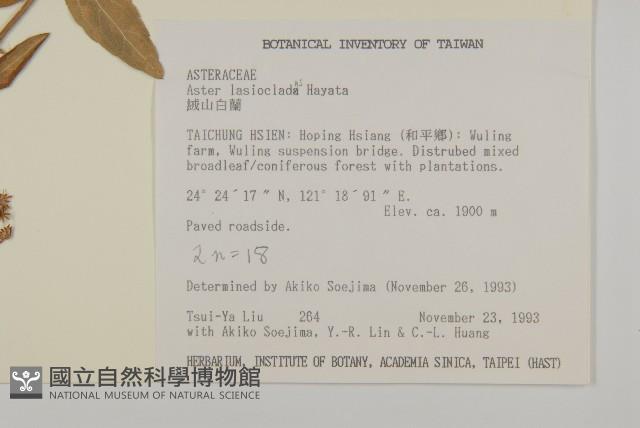 BOTANICAL INVENTORY OF TAIWAN
ASTERACEAE
Aster lasioclada Hayata
絨山白蘭
TAICHUNG HSIEN: Hoping Hsiang (和平鄉): Wuling
farm, Wuling suspension bridge. Distrubed mixed
broadleaf/coniferous forest with plantations.
24° 24´17 ″ N, 121° 18´91 ″ E.
Elev. ca. 1900 m
Paved roadside.
2n=18
Determined by Akiko Soejima (November 26, 1993)
Tsui-Ya Liu 264 November 23, 1993
with Akiko Soejima, Y.-R. Lin & C.-L. Huang
HERBARIUM, INSTITUTE OF BOTANY, ACADEMIA SINICA, TAIPEI (HAST)
國立自然科學博物館
NATIONAL MUSEUM OF NATURAL SCIENCE